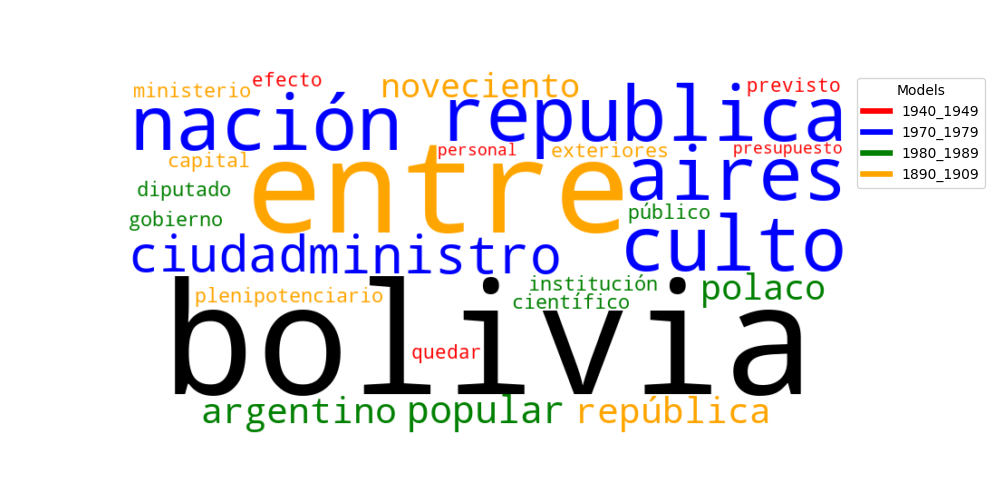 ministerio efecto noveciento previsto
nación republica
capital personal exteriores presupuesto
entre aires
diputado
gobierno público
ciudad ministro culto
plenipotenciario institución polaco
científico
bolivia
quedar
argentino popular república
Models
1940_1949
1970_1979
1980_1989
1890_1909